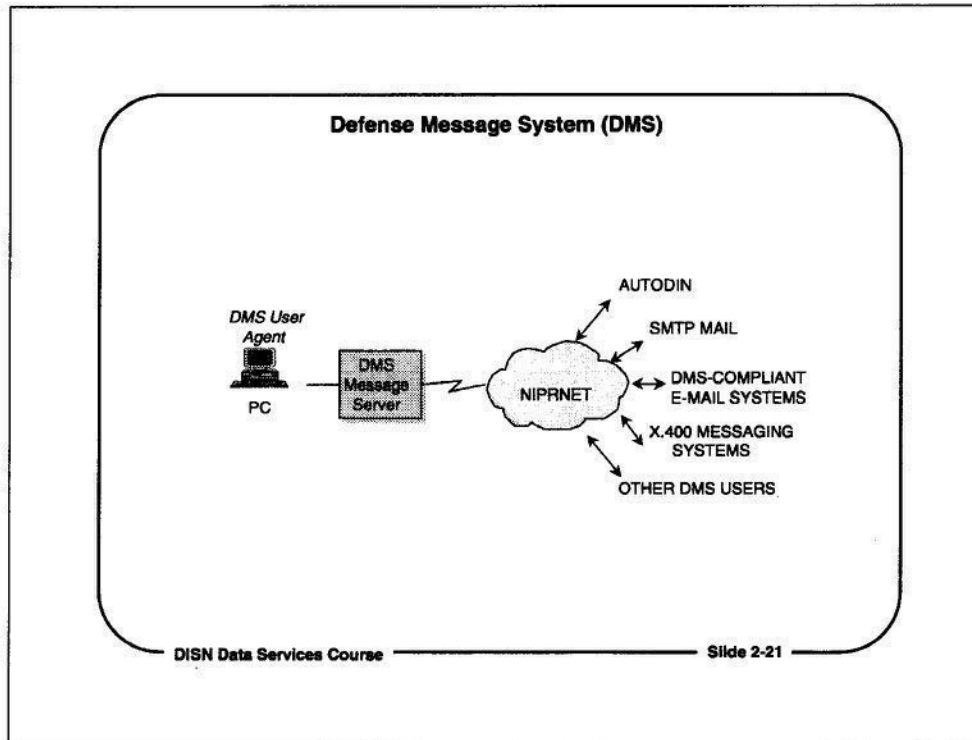 Defense Message System (DMS)
DMS User
Agent
PC
DMS
Message
Server
NIPRNET
AUTODIN
SMTP MAIL
DMS-COMPLIANT
E-MAIL SYSTEMS
X.400 MESSAGING
SYSTEMS
OTHER DMS USERS
DISN Data Services Course
Slide 2-21